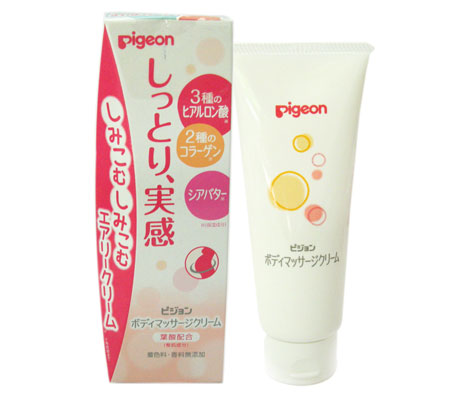 Pigeon
しっとり、実感
3種の
ヒアルロン酸
2種の
コラーゲン
シアバター
しみこむしみこむ
エアリークリーム
ピジョン
ボディマッサージクリーム
葉酸配合
着色料・香料無添加
Pigeon
ピジョン
ボディマッサージクリーム